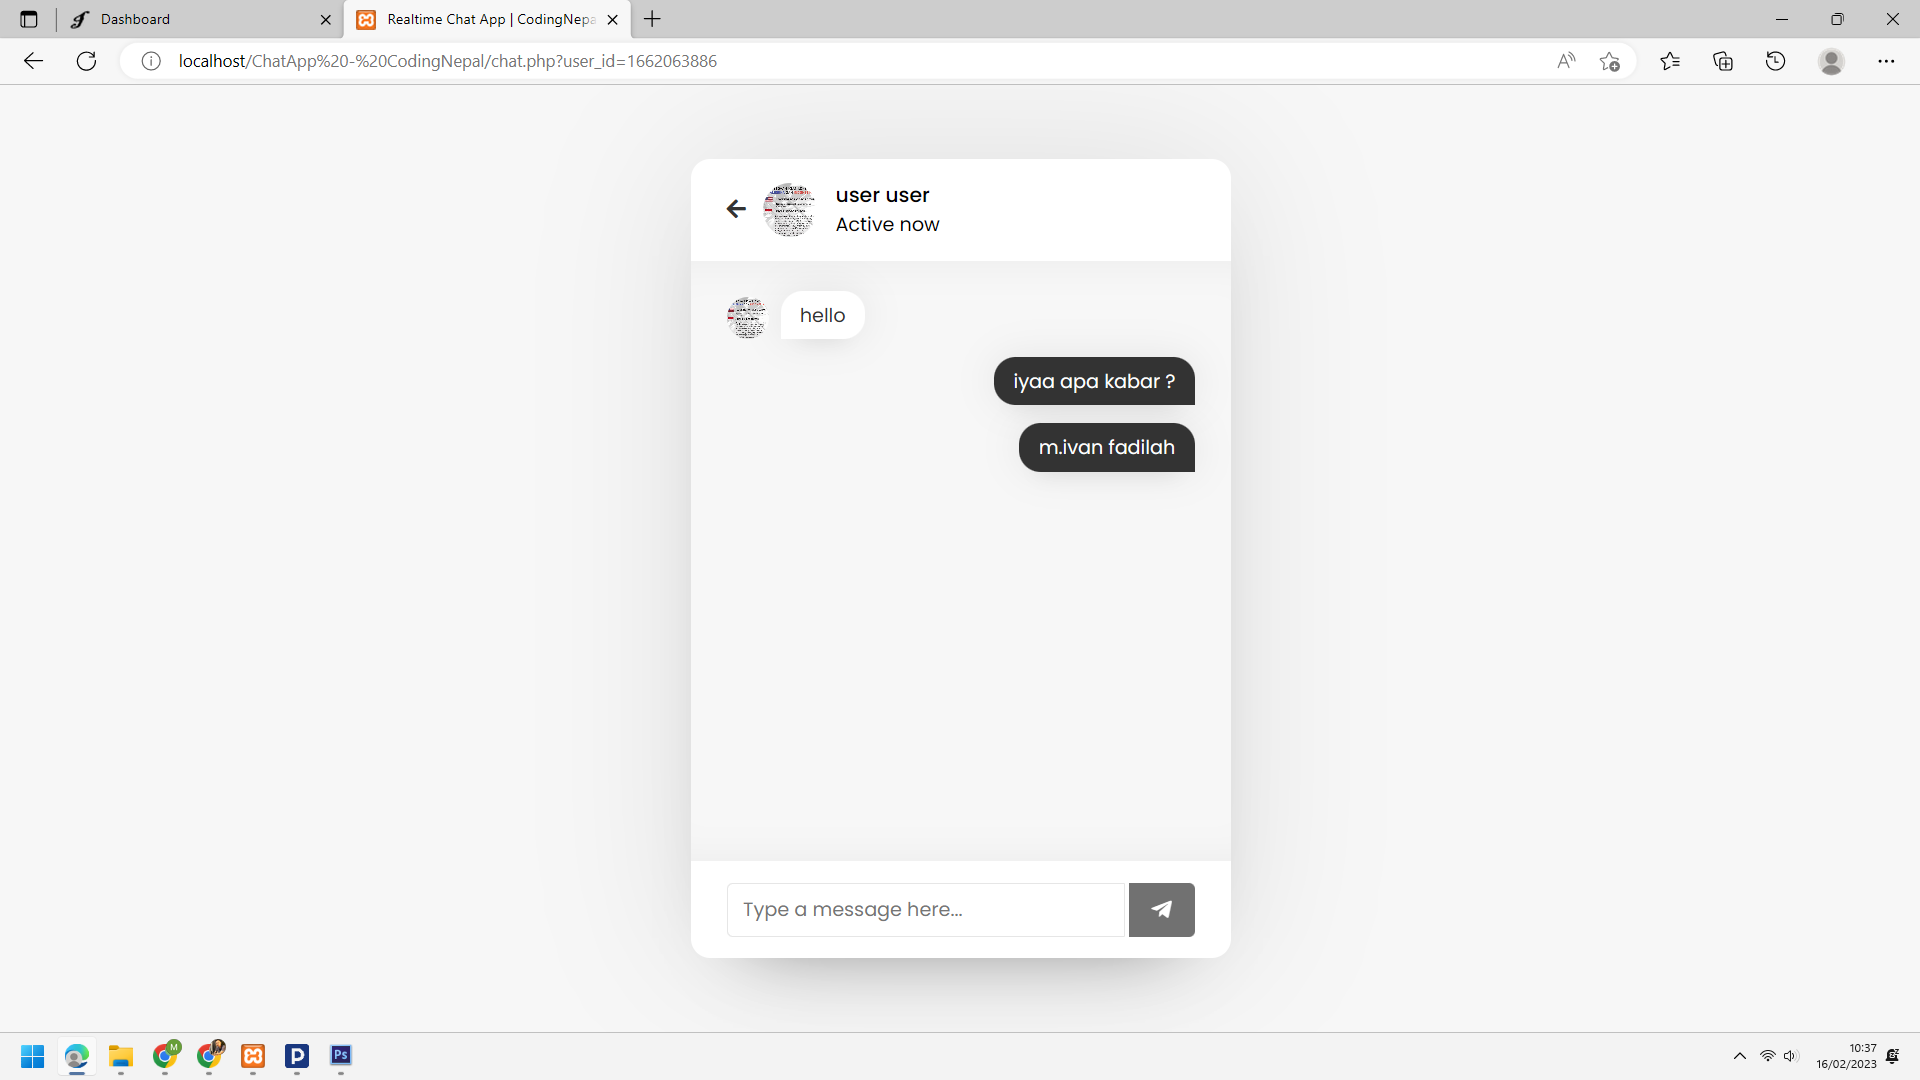 Dashboard
Realtime Chat App | CodingNepa
localhost/ChatApp%20-%20CodingNepal/chat.php?user_id=1662063886
user user
Active now
hello
iyaa apa kabar ?
m.ivan fadilah
Type a message here...
M
P
Ps
10:37
16/02/2023